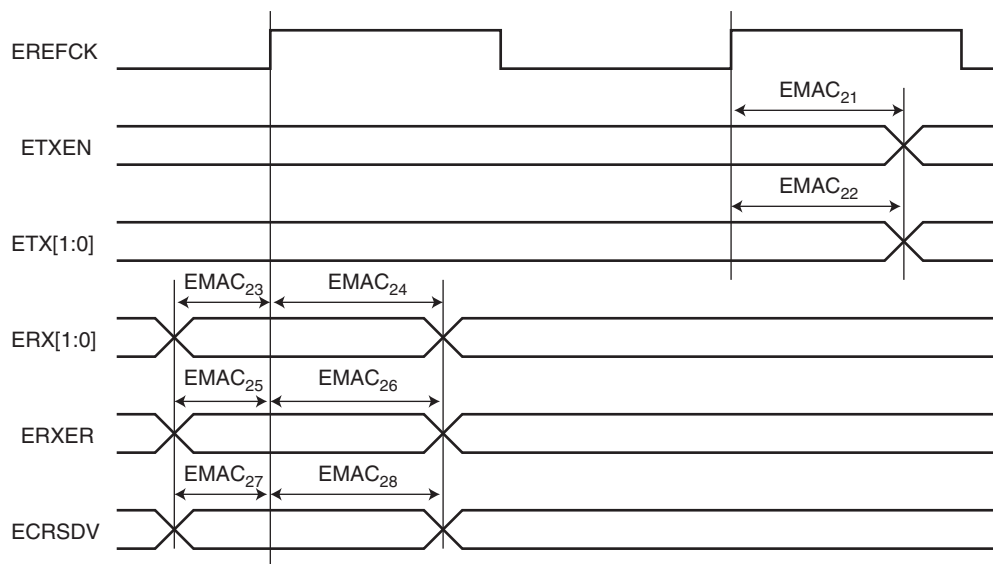 EREFCK
EMAC21
ETXEN
EMAC22
ETX[1:0]
EMAC23 EMAC24
ERX[1:0]
EMAC25 EMAC26
ERXER
EMAC27 EMAC28
ECRSDV